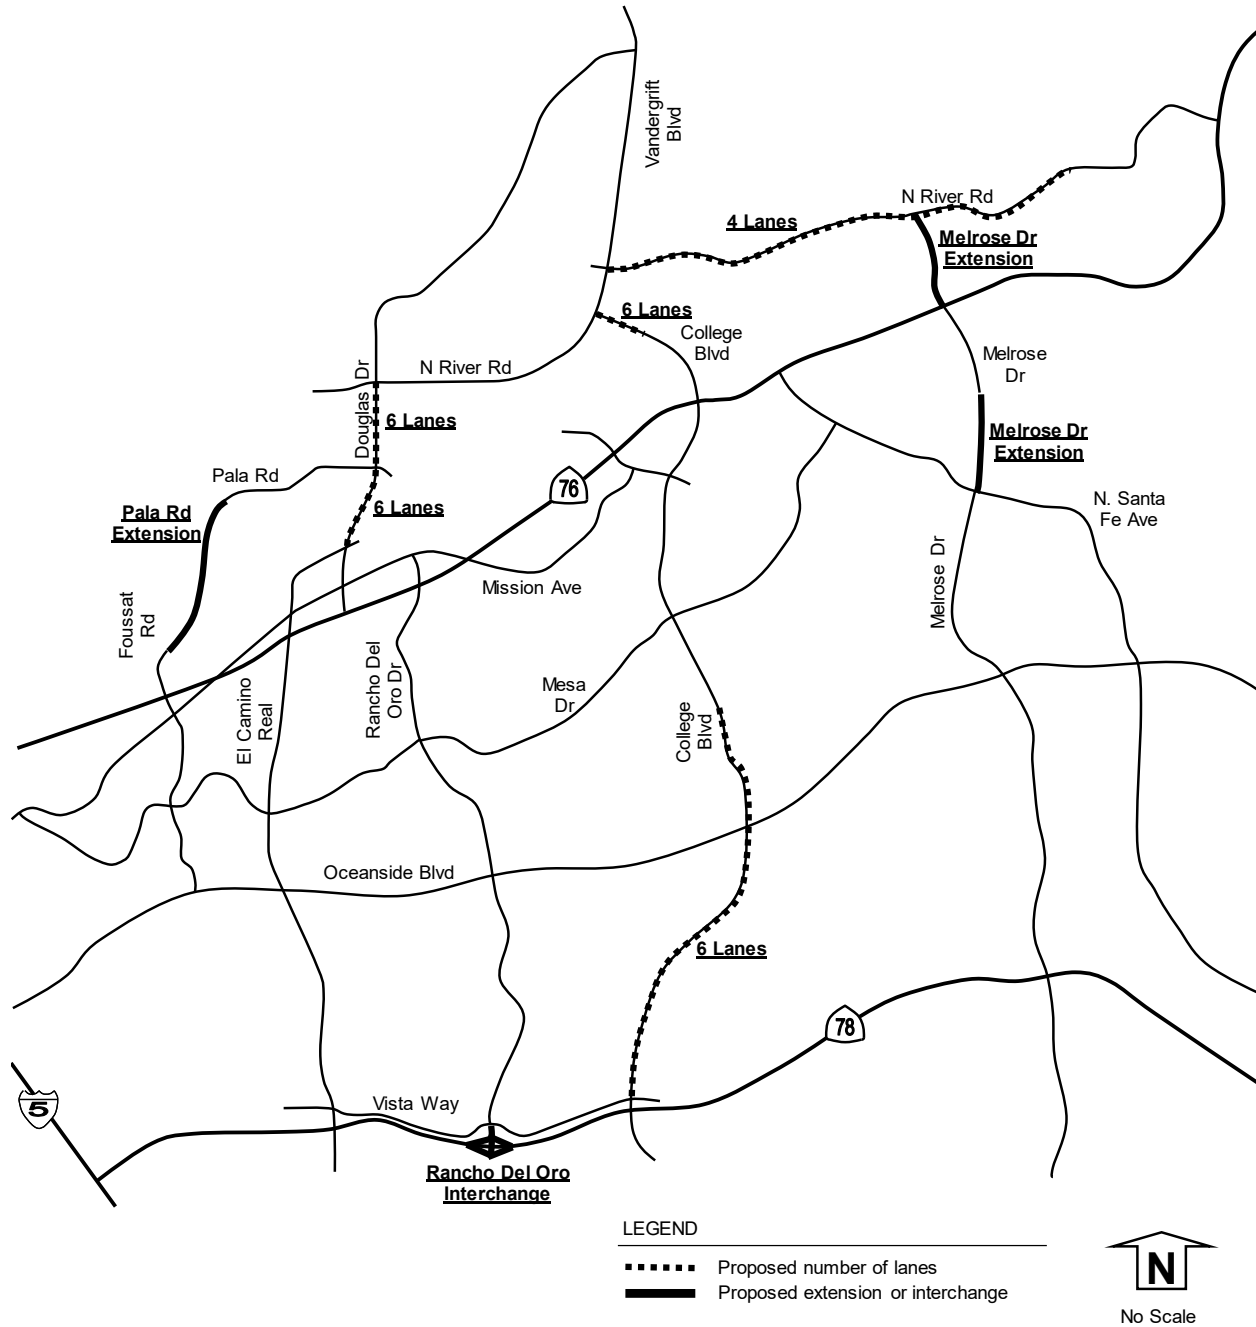 Vandergrift
Blvd
N River Rd
4 Lanes
Melrose Dr
Extension
6 Lanes
College
Blvd
Melrose
Dr
N River Rd
Douglas Dr
6 Lanes
Melrose Dr
Extension
Pala Rd
76
6 Lanes
Pala Rd
Extension
N. Santa
Fe Ave
Mission Ave
Foussat
Rd
Melrose Dr
Rancho Del
Oro Dr
El Camino
Real
Mesa
Dr
College
Blvd
Oceanside Blvd
6 Lanes
78
5
Vista Way
Rancho Del Oro
Interchange
LEGEND
Proposed number of lanes
Proposed extension or interchange
N
No Scale